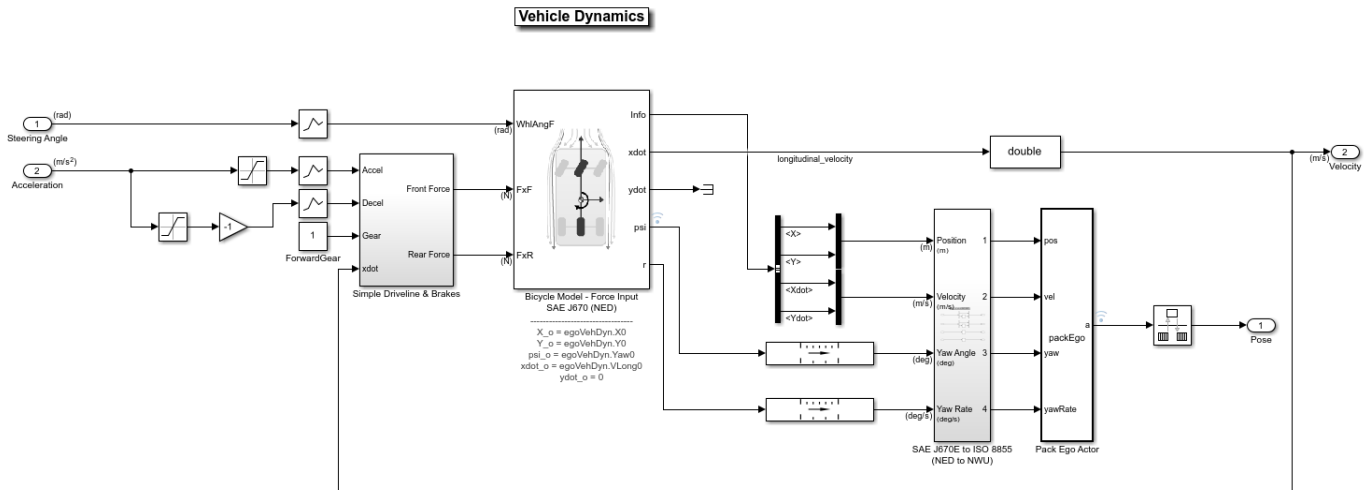 Vehicle Dynamics
1
(rad)
Steering Angle
2
(m/s²)
Acceleration
-1
1
ForwardGear
Accel
Decel
Gear
xdot
Front Force
Rear Force
Simple Driveline & Brakes
(rad)
(N)
(N)
WhlAngF
FxF
FxR
Info
xdot
ydot
psi
r
Bicycle Model - Force Input
SAE J670 (NED)
------------------------------------
X_o = egoVehDyn.X0
Y_o = egoVehDyn.Y0
psi_o = egoVehDyn.Yaw0
xdot_o = egoVehDyn.VLong0
ydot_o = 0
longitudinal_velocity
double
(m/s)
2
Velocity
<X>
<Y>
<Xdot>
<Ydot>
(m)
(m/s)
(deg)
(deg/s)
Position
(m)
Velocity
(m/s)
Yaw Angle
(deg)
Yaw Rate
(deg/s)
1
2
3
4
SAE J670E to ISO 8855
(NED to NWU)
pos
vel
yaw
yawRate
a
packEgo
Pack Ego Actor
1
Pose